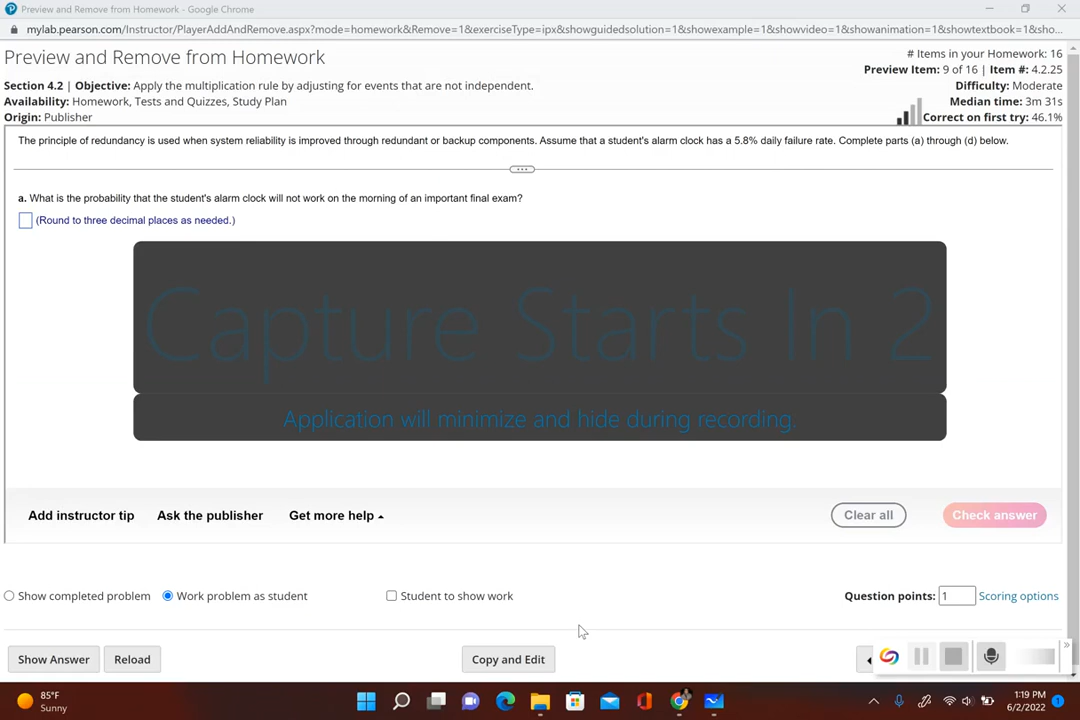 Preview and Remove from Homework - Google Chrome
mylab.pearson.com/Instructor/PlayerAddAndRemove.aspx?mode=homework&Remove=1&exerciseType=ipx&showguidedsolution=1&showexample=1&showvideo=1&showanimation=1&showtextbook=1&sho...
Preview and Remove from Homework
# Items in your Homework: 16
Preview Item: 9 of 16 | Item #: 4.2.25
Section 4.2 | Objective: Apply the multiplication rule by adjusting for events that are not independent.
Difficulty: Moderate
Availability: Homework, Tests and Quizzes, Study Plan
Median time: 3m 31s
Origin: Publisher
Correct on first try: 46.1%
The principle of redundancy is used when system reliability is improved through redundant or backup components. Assume that a student's alarm clock has a 5.8% daily failure rate. Complete parts (a) through (d) below.
a. What is the probability that the student's alarm clock will not work on the morning of an important final exam?
(Round to three decimal places as needed.)
Capture Starts In 2
Application will minimize and hide during recording.
Add instructor tip Ask the publisher Get more help Clear all Check answer
Show completed problem Work problem as student Student to show work Question points: 1 Scoring options
Show Answer Reload Copy and Edit
85°F
Sunny
1:19 PM
6/2/2022
1